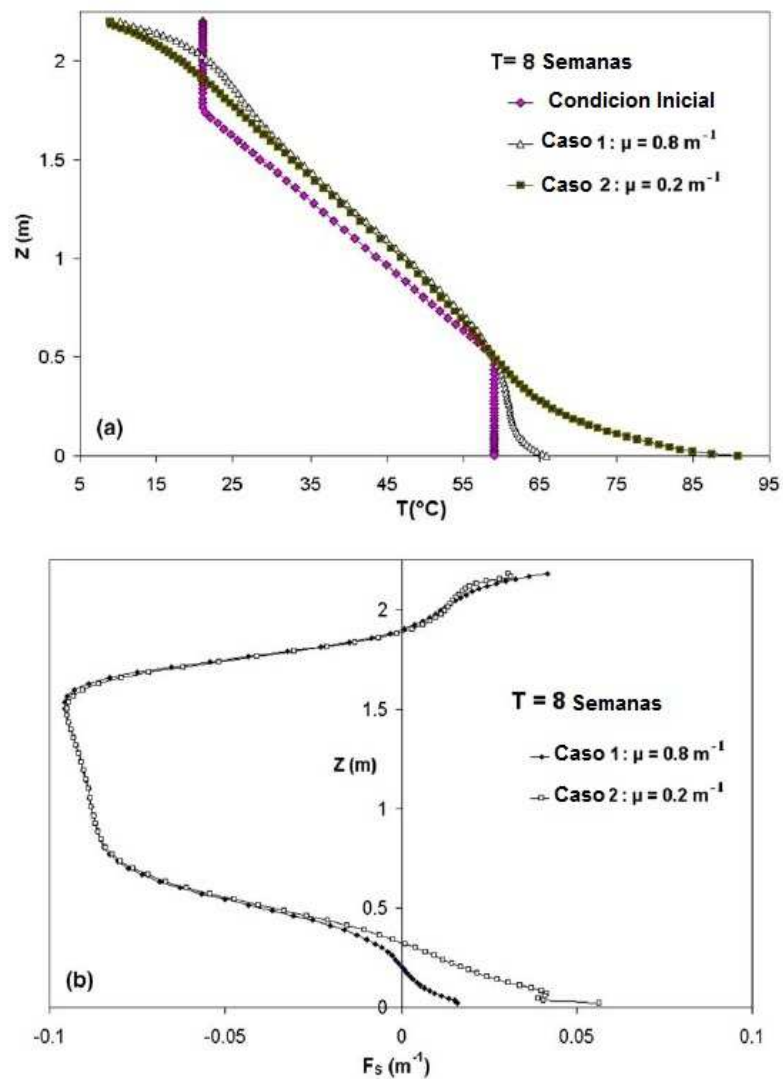 2
T= 8 Semanas
Condicion Inicial
Caso 1 : μ = 0.8 m⁻¹
1.5
Caso 2 : μ = 0.2 m⁻¹
Z (m)
1
0.5
(a)
0
5 15 25 35 45 55 65 75 85 95
T(°C)
2
1.5
T = 8 Semanas
Z (m)
Caso 1 : μ = 0.8 m⁻¹
1
Caso 2 : μ = 0.2 m⁻¹
0.5
(b)
0
-0.1 -0.05 0 0.05 0.1
Fs (m⁻¹)